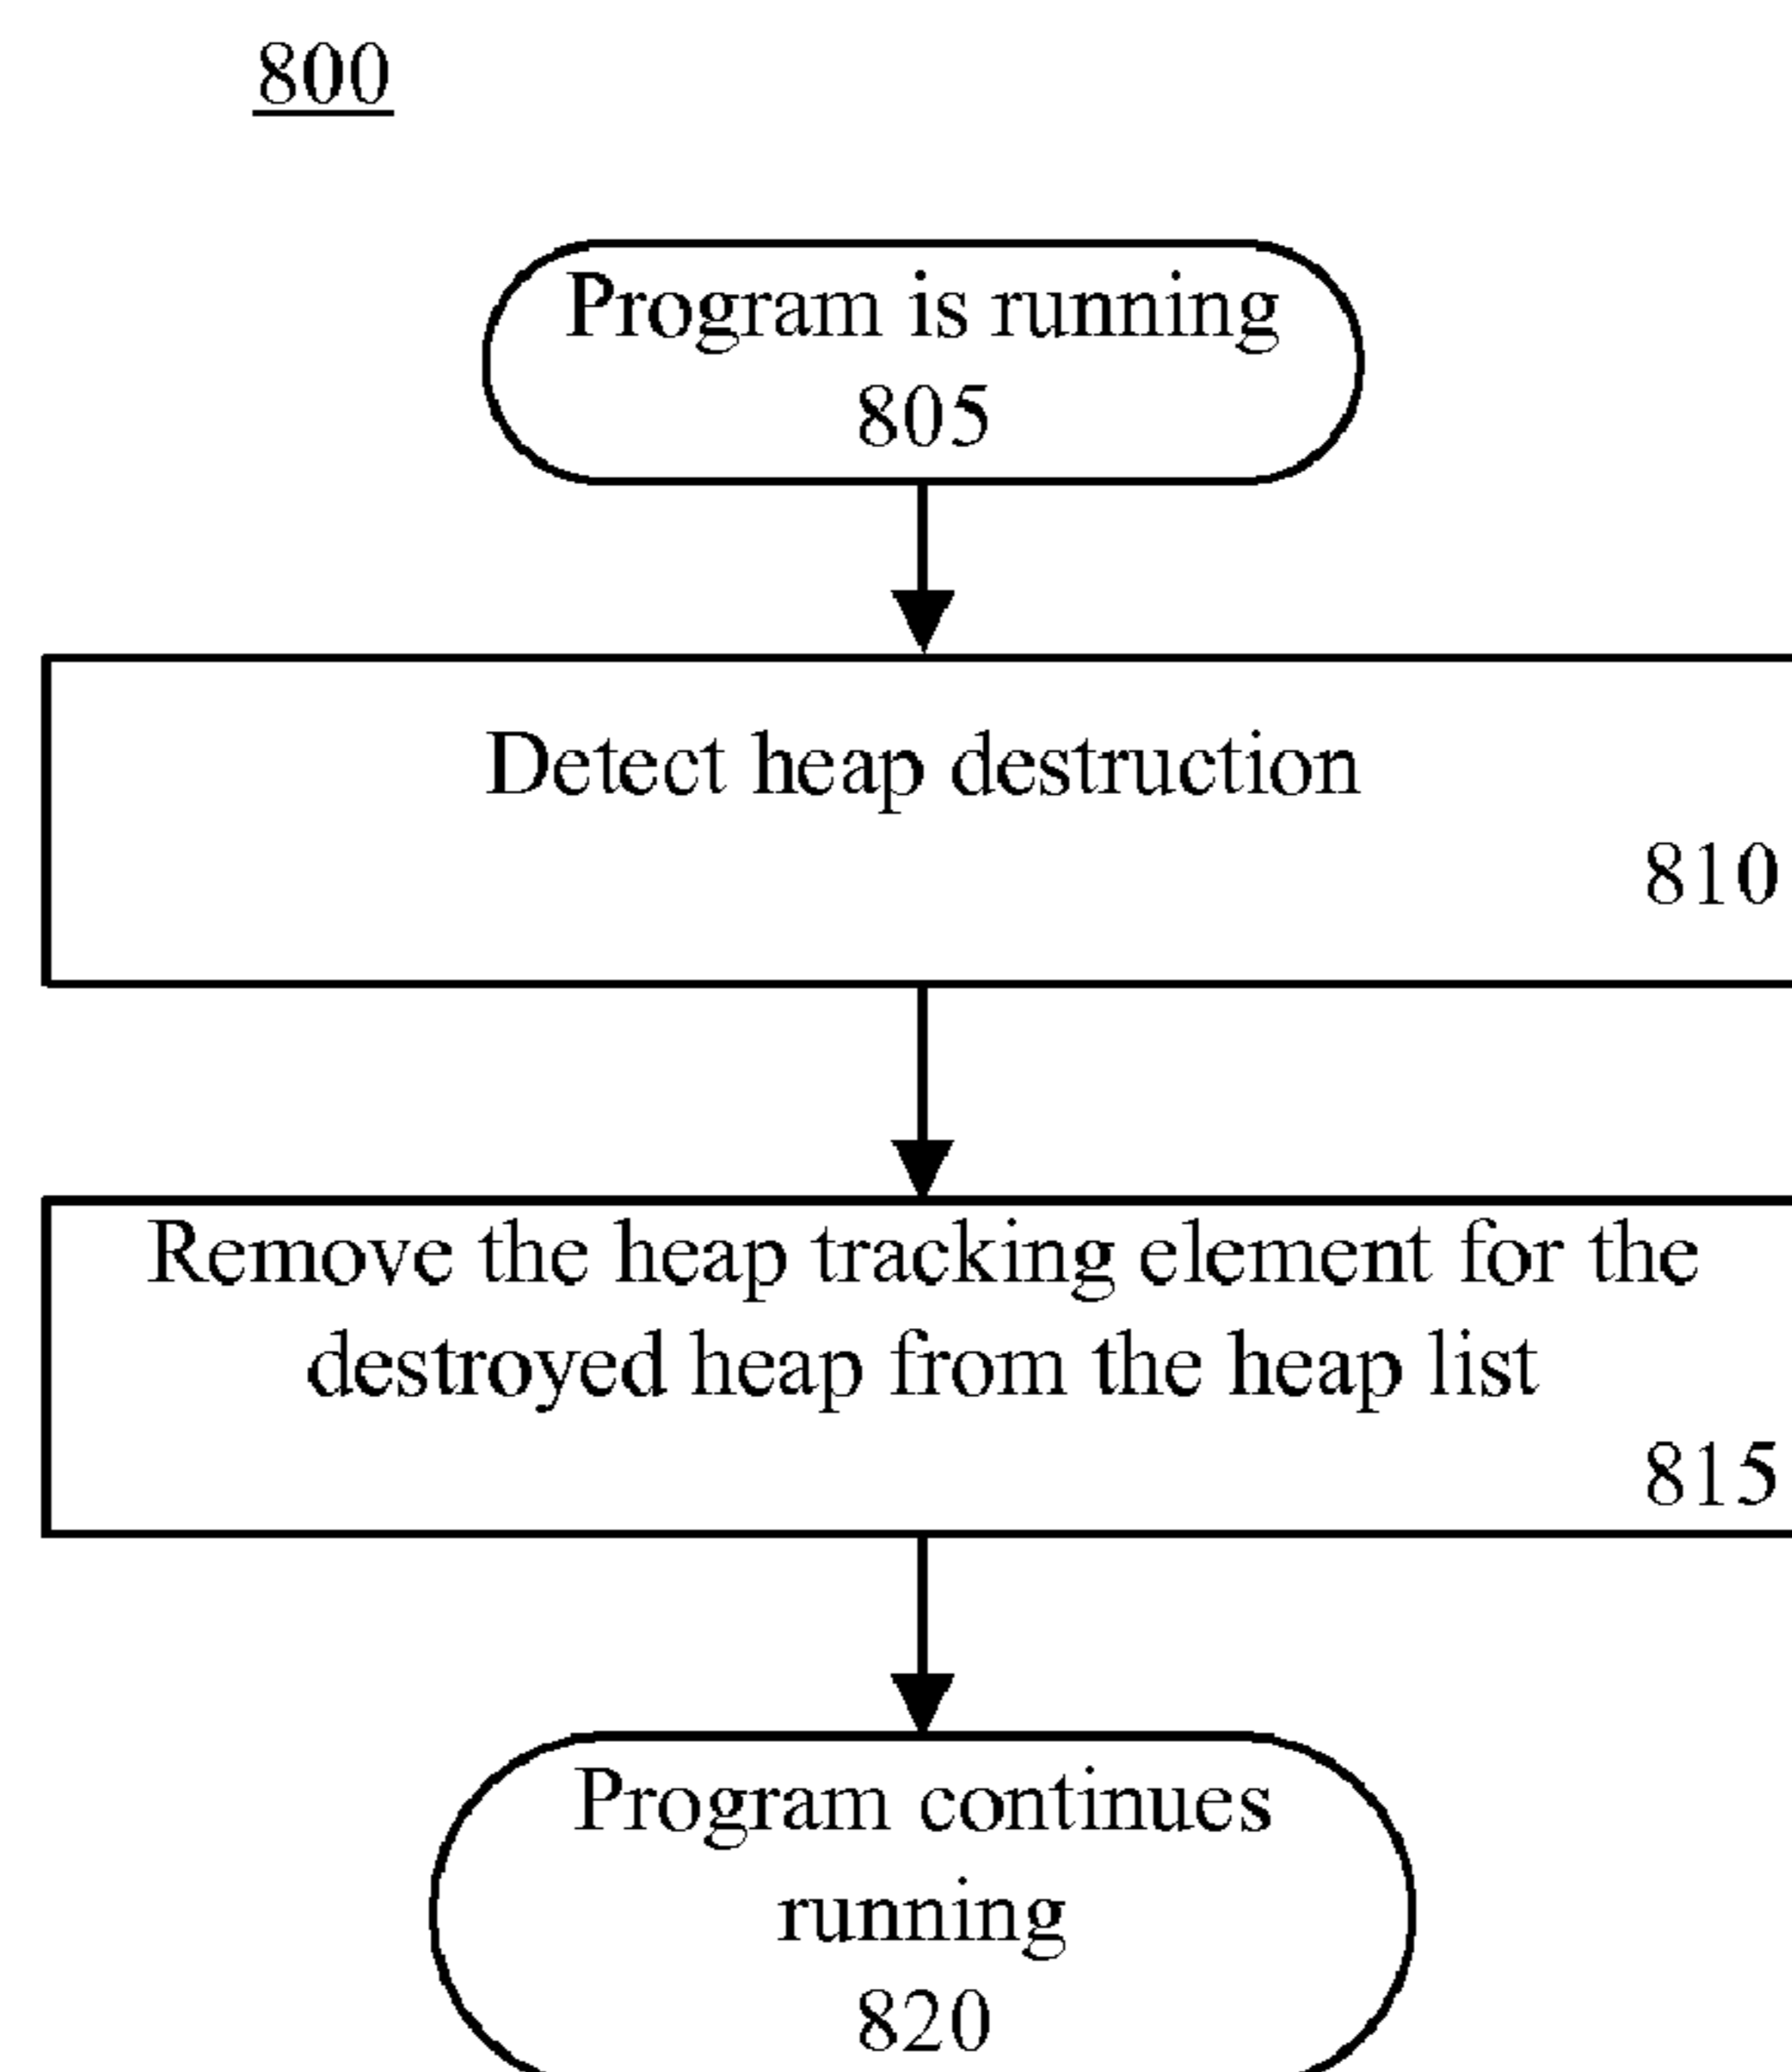 800
Program is running
805
Detect heap destruction
810
Remove the heap tracking element for the
destroyed heap from the heap list
815
Program continues
running
820